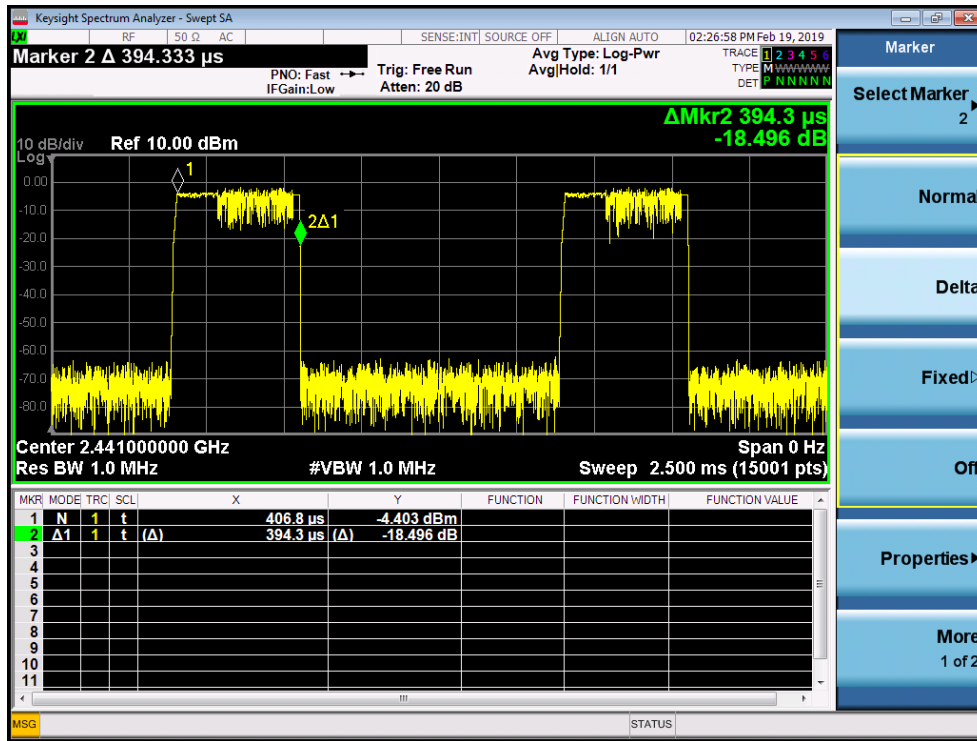 Keysight Spectrum Analyzer - Swept SA
LXI RF 50 Ω AC SENSE:INT SOURCE OFF ALIGN AUTO 02:26:58 PM Feb 19, 2019
Marker 2 Δ 394.333 µs
PNO: Fast
IFGain:Low
Trig: Free Run
Atten: 20 dB
Avg Type: Log-Pwr
Avg|Hold: 1/1
TRACE 1 2 3 4 5 6
TYPE M W W W W W
DET P N N N N N
ΔMkr2 394.3 µs
-18.496 dB
10 dB/div Ref 10.00 dBm
Log
0.00
-10.0
-20.0
-30.0
-40.0
-50.0
-60.0
-70.0
-80.0
1
2Δ1
Center 2.441000000 GHz Span 0 Hz
Res BW 1.0 MHz #VBW 1.0 MHz Sweep 2.500 ms (15001 pts)
MKR MODE TRC SCL X Y FUNCTION FUNCTION WIDTH FUNCTION VALUE
1 N 1 t 406.8 µs -4.403 dBm
2 Δ1 1 t (Δ) 394.3 µs (Δ) -18.496 dB
3
4
5
6
7
8
9
10
11
MSG STATUS
Marker
Select Marker
2
Normal
Delta
Fixed
Off
Properties
More
1 of 2